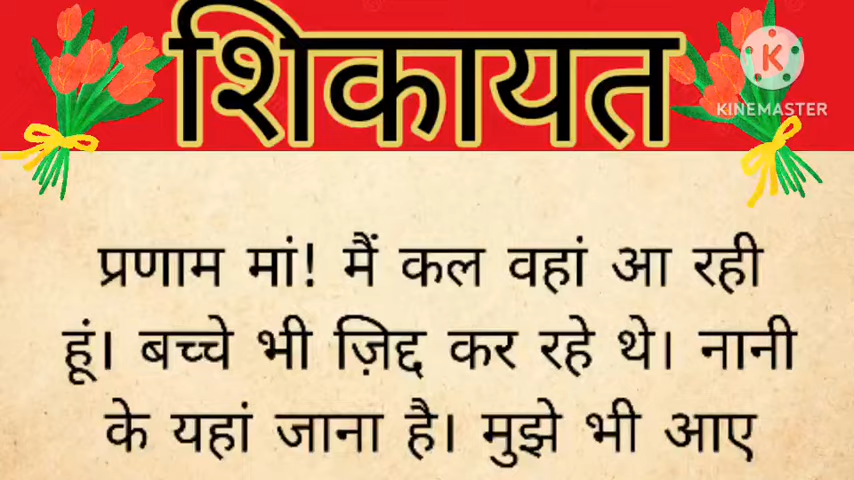 शिकायत
KINEMASTER
प्रणाम मां! मैं कल वहां आ रही
हूं। बच्चे भी ज़िद्द कर रहे थे। नानी
के यहां जाना है। मुझे भी आए